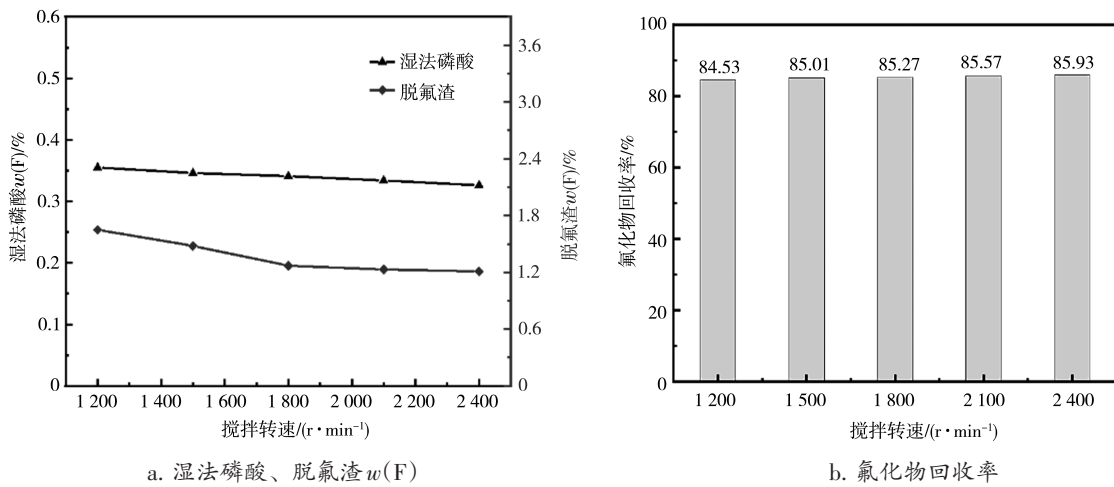 0.6
0.5
0.4
0.3
0.2
0.1
0
湿法磷酸w(F)/%
湿法磷酸
脱氟渣
3.6
3.0
2.4
1.8
1.2
0.6
0
脱氟渣w(F)/%
1 200 1 400 1 600 1 800 2 000 2 200 2 400
搅拌转速/(r·min⁻¹)
a. 湿法磷酸、脱氟渣w(F)
100
80
60
40
20
0
氟化物回收率/%
84.53 85.01 85.27 85.57 85.93
1 200 1 500 1 800 2 100 2 400
搅拌转速/(r·min⁻¹)
b. 氟化物回收率